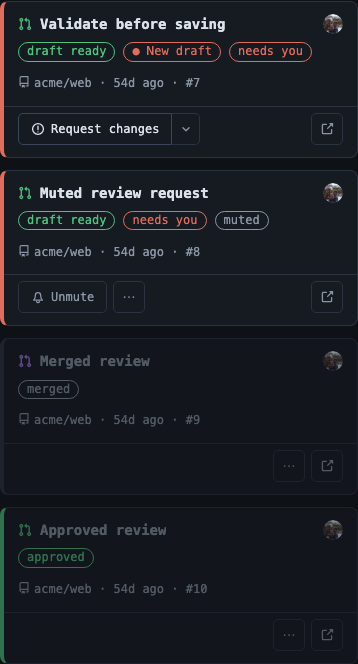 Validate before saving
draft ready ● New draft needs you
acme/web · 54d ago · #7
Request changes
Muted review request
draft ready needs you muted
acme/web · 54d ago · #8
Unmute ···
Merged review
merged
acme/web · 54d ago · #9
···
Approved review
approved
acme/web · 54d ago · #10
···